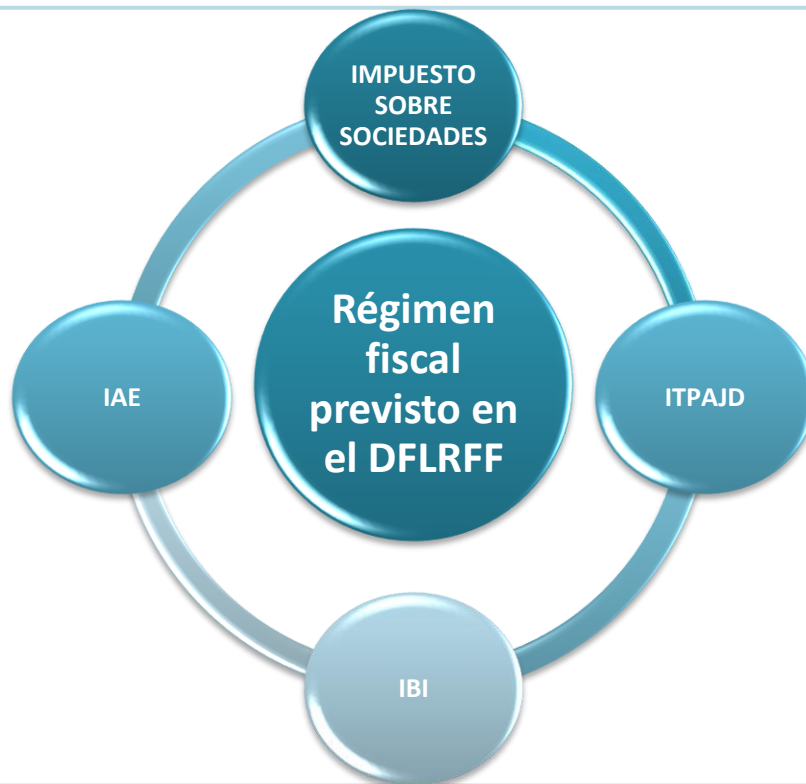 IMPUESTO
SOBRE
SOCIEDADES
Régimen
fiscal
previsto en
el DFLRFF
IAE
ITPAJD
IBI